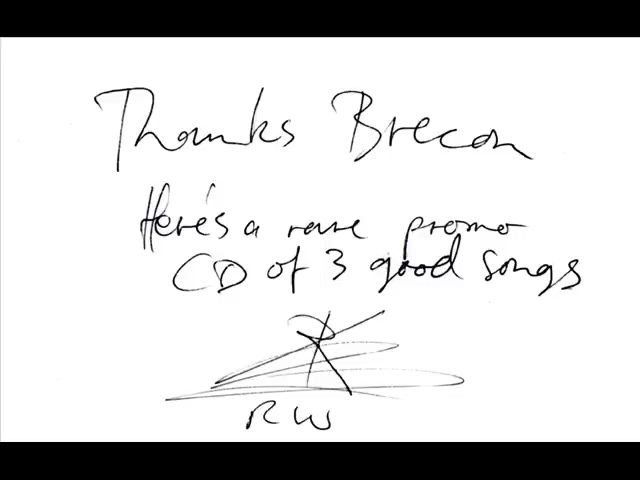 Thanks Brecon
Here's a rare promo
CD of 3 good songs
RW